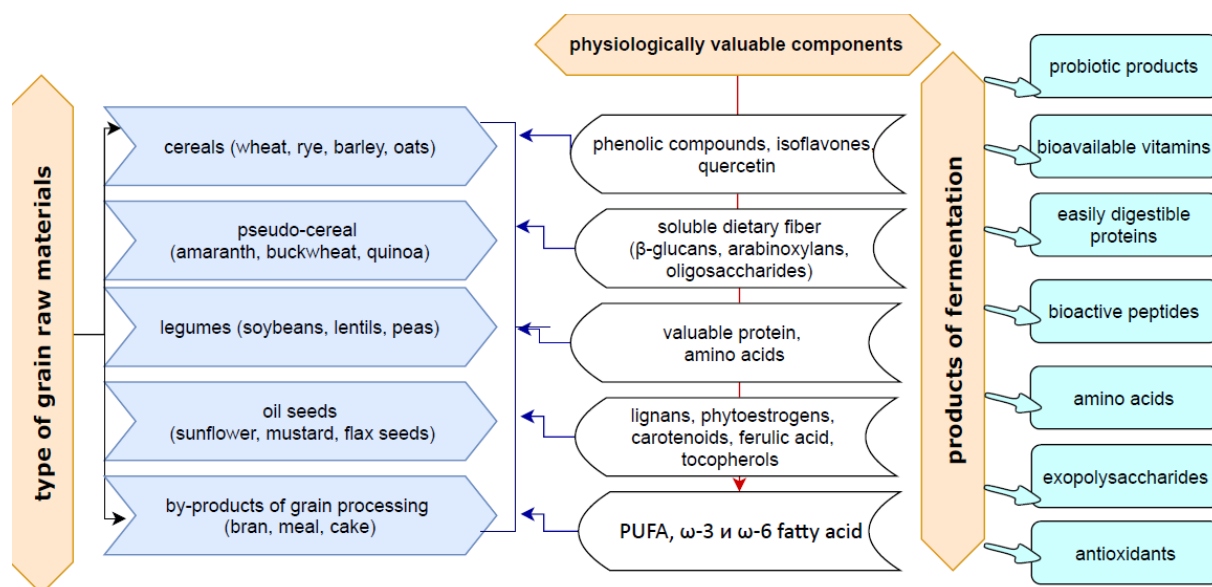 type of grain raw materials
cereals (wheat, rye, barley, oats)
pseudo-cereal
(amaranth, buckwheat, quinoa)
legumes (soybeans, lentils, peas)
oil seeds
(sunflower, mustard, flax seeds)
by-products of grain processing
(bran, meal, cake)
physiologically valuable components
phenolic compounds, isoflavones,
quercetin
soluble dietary fiber
(β-glucans, arabinoxylans,
oligosaccharides)
valuable protein,
amino acids
lignans, phytoestrogens,
carotenoids, ferulic acid,
tocopherols
PUFA, ω-3 и ω-6 fatty acid
products of fermentation
probiotic products
bioavailable vitamins
easily digestible
proteins
bioactive peptides
amino acids
exopolysaccharides
antioxidants